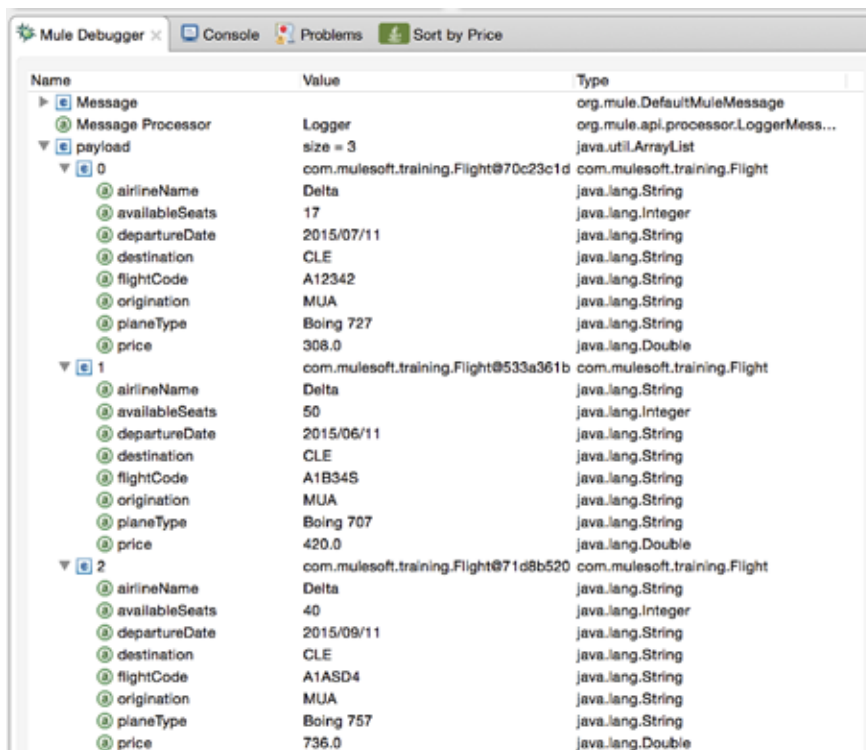 Mule Debugger Console Problems Sort by Price
Name Value Type
Message org.mule.DefaultMuleMessage
Message Processor Logger org.mule.api.processor.LoggerMess...
payload size = 3 java.util.ArrayList
0 com.mulesoft.training.Flight@70c23c1d com.mulesoft.training.Flight
airlineName Delta java.lang.String
availableSeats 17 java.lang.Integer
departureDate 2015/07/11 java.lang.String
destination CLE java.lang.String
flightCode A12342 java.lang.String
origination MUA java.lang.String
planeType Boeing 727 java.lang.String
price 308.0 java.lang.Double
1 com.mulesoft.training.Flight@533a361b com.mulesoft.training.Flight
airlineName Delta java.lang.String
availableSeats 50 java.lang.Integer
departureDate 2015/06/11 java.lang.String
destination CLE java.lang.String
flightCode A1B34S java.lang.String
origination MUA java.lang.String
planeType Boing 707 java.lang.String
price 420.0 java.lang.Double
2 com.mulesoft.training.Flight@71d8b520 com.mulesoft.training.Flight
airlineName Delta java.lang.String
availableSeats 40 java.lang.Integer
departureDate 2015/09/11 java.lang.String
destination CLE java.lang.String
flightCode A1ASD4 java.lang.String
origination MUA java.lang.String
planeType Boing 757 java.lang.String
price 736.0 java.lang.Double